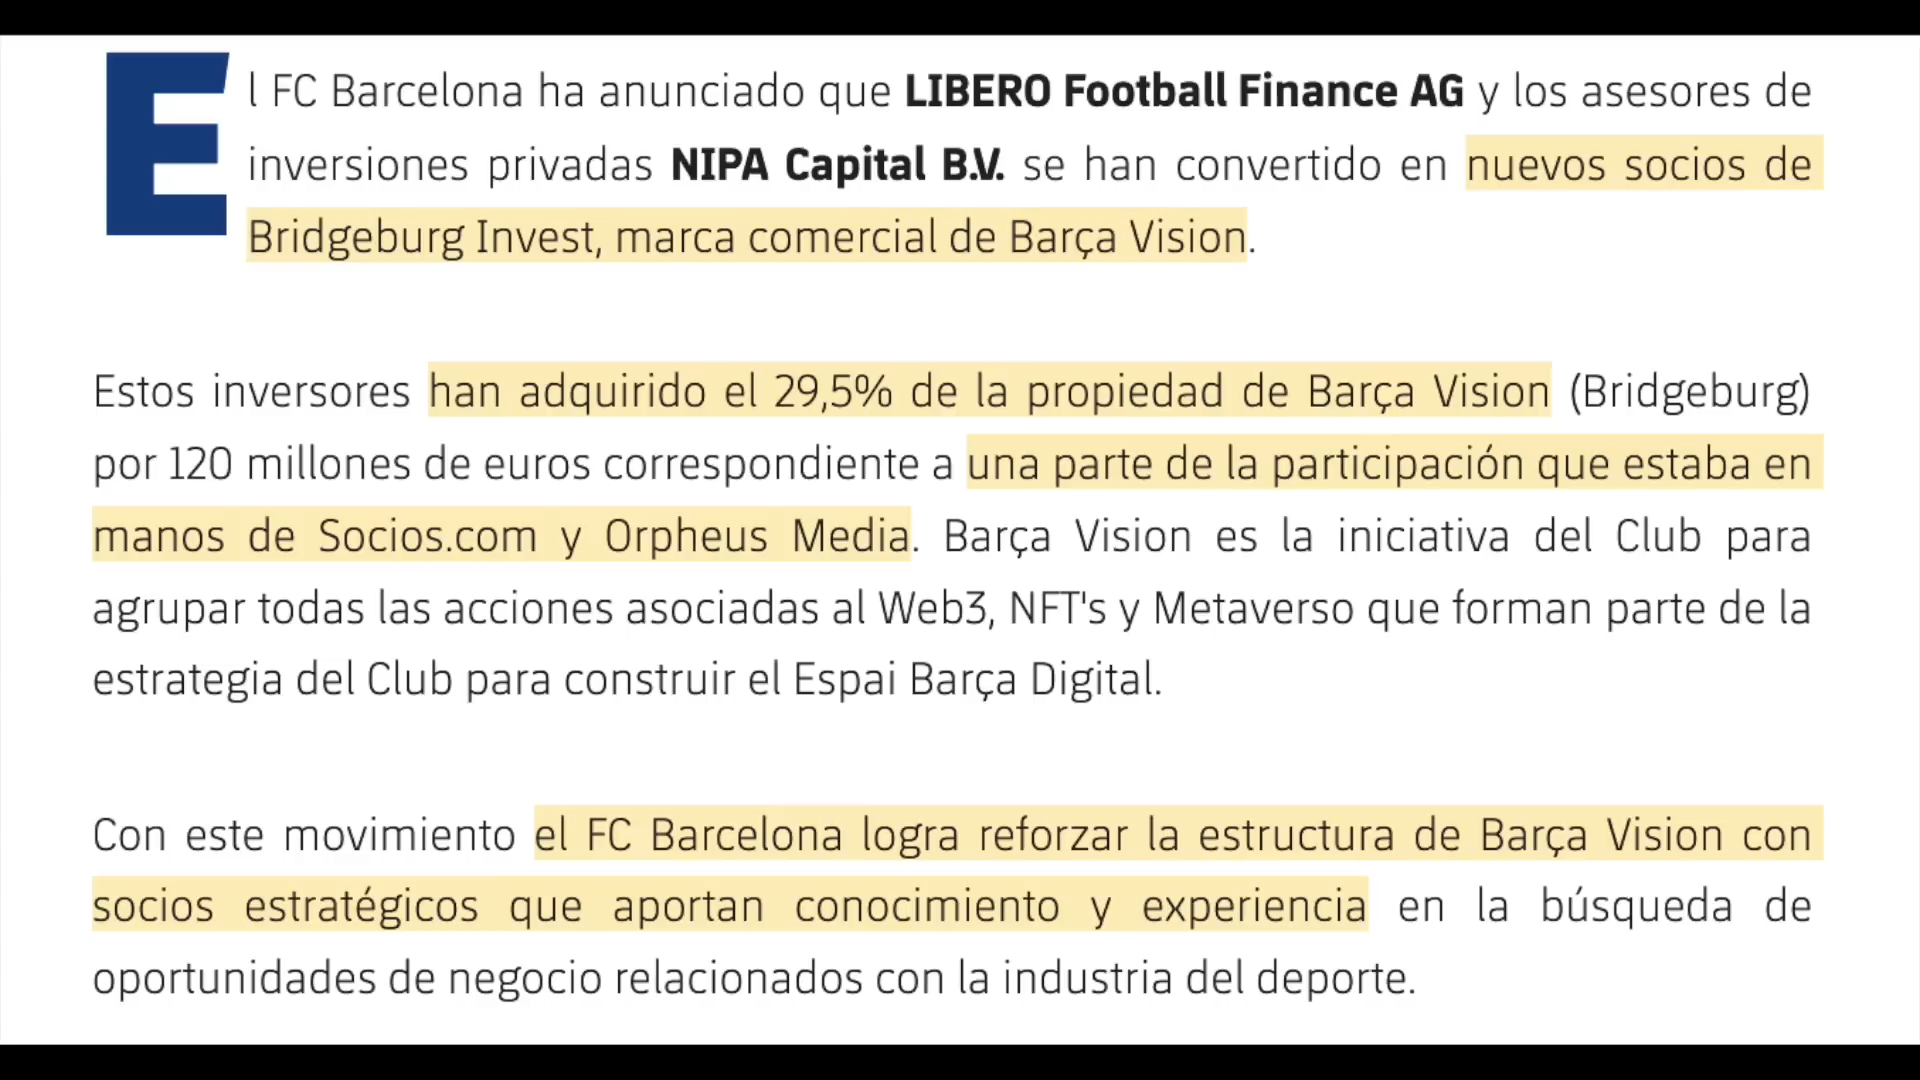 El FC Barcelona ha anunciado que LIBERO Football Finance AG y los asesores de
inversiones privadas NIPA Capital B.V. se han convertido en nuevos socios de
Bridgeburg Invest, marca comercial de Barça Vision.
Estos inversores han adquirido el 29,5% de la propiedad de Barça Vision (Bridgeburg)
por 120 millones de euros correspondiente a una parte de la participación que estaba en
manos de Socios.com y Orpheus Media. Barça Vision es la iniciativa del Club para
agrupar todas las acciones asociadas al Web3, NFT's y Metaverso que forman parte de la
estrategia del Club para construir el Espai Barça Digital.
Con este movimiento el FC Barcelona logra reforzar la estructura de Barça Vision con
socios estratégicos que aportan conocimiento y experiencia en la búsqueda de
oportunidades de negocio relacionados con la industria del deporte.